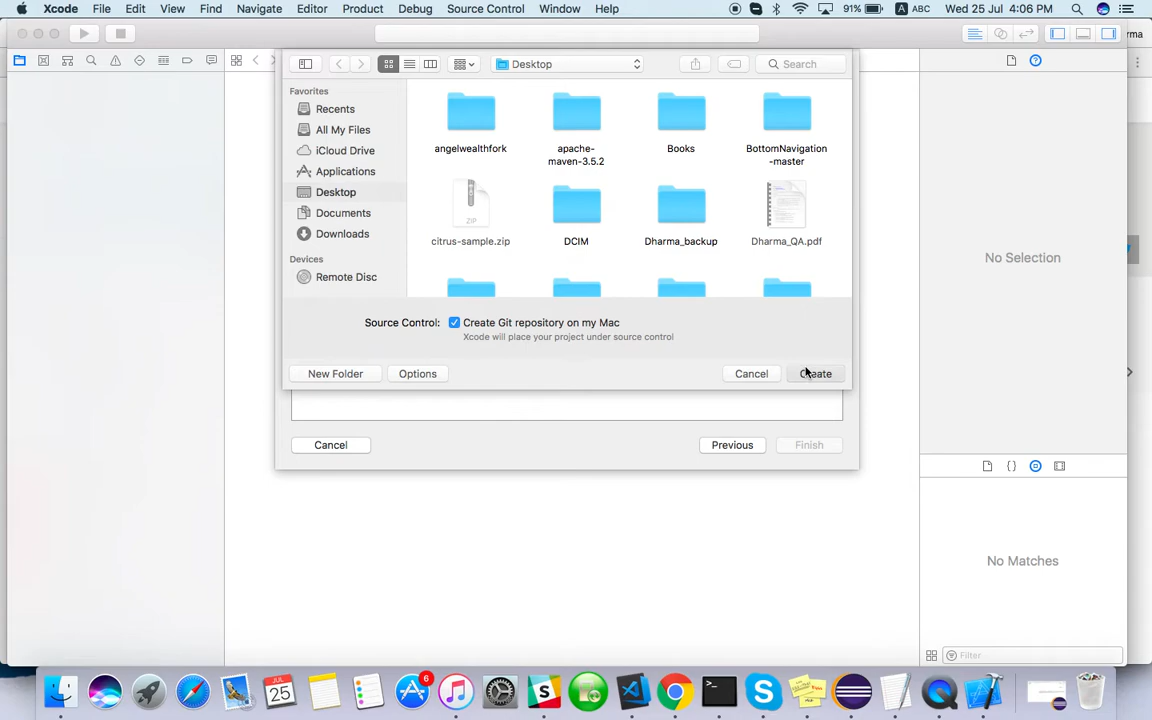 Xcode File Edit View Find Navigate Editor Product Debug Source Control Window Help 91% A ABC Wed 25 Jul 4:06 PM
rma
Desktop
Search
Favorites
Recents
All My Files
iCloud Drive
Applications
Desktop
Documents
Downloads
Devices
Remote Disc
angelwealthfork
apache-
maven-3.5.2
Books
BottomNavigation
-master
ZIP
citrus-sample.zip
DCIM
Dharma_backup
Dharma_QA.pdf
Source Control: Create Git repository on my Mac
Xcode will place your project under source control
New Folder Options Cancel Create
Cancel Previous Finish
No Selection
No Matches
Filter
25
6